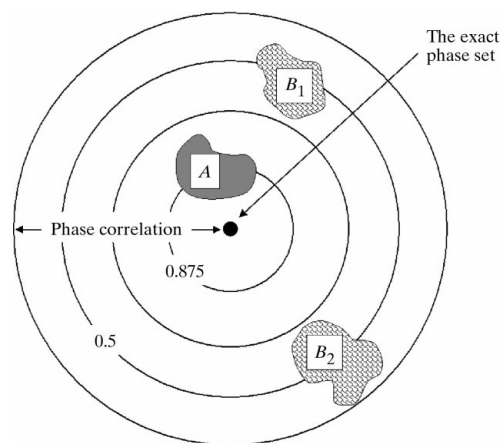 The exact
phase set
B1
A
Phase correlation
0.875
0.5
B2